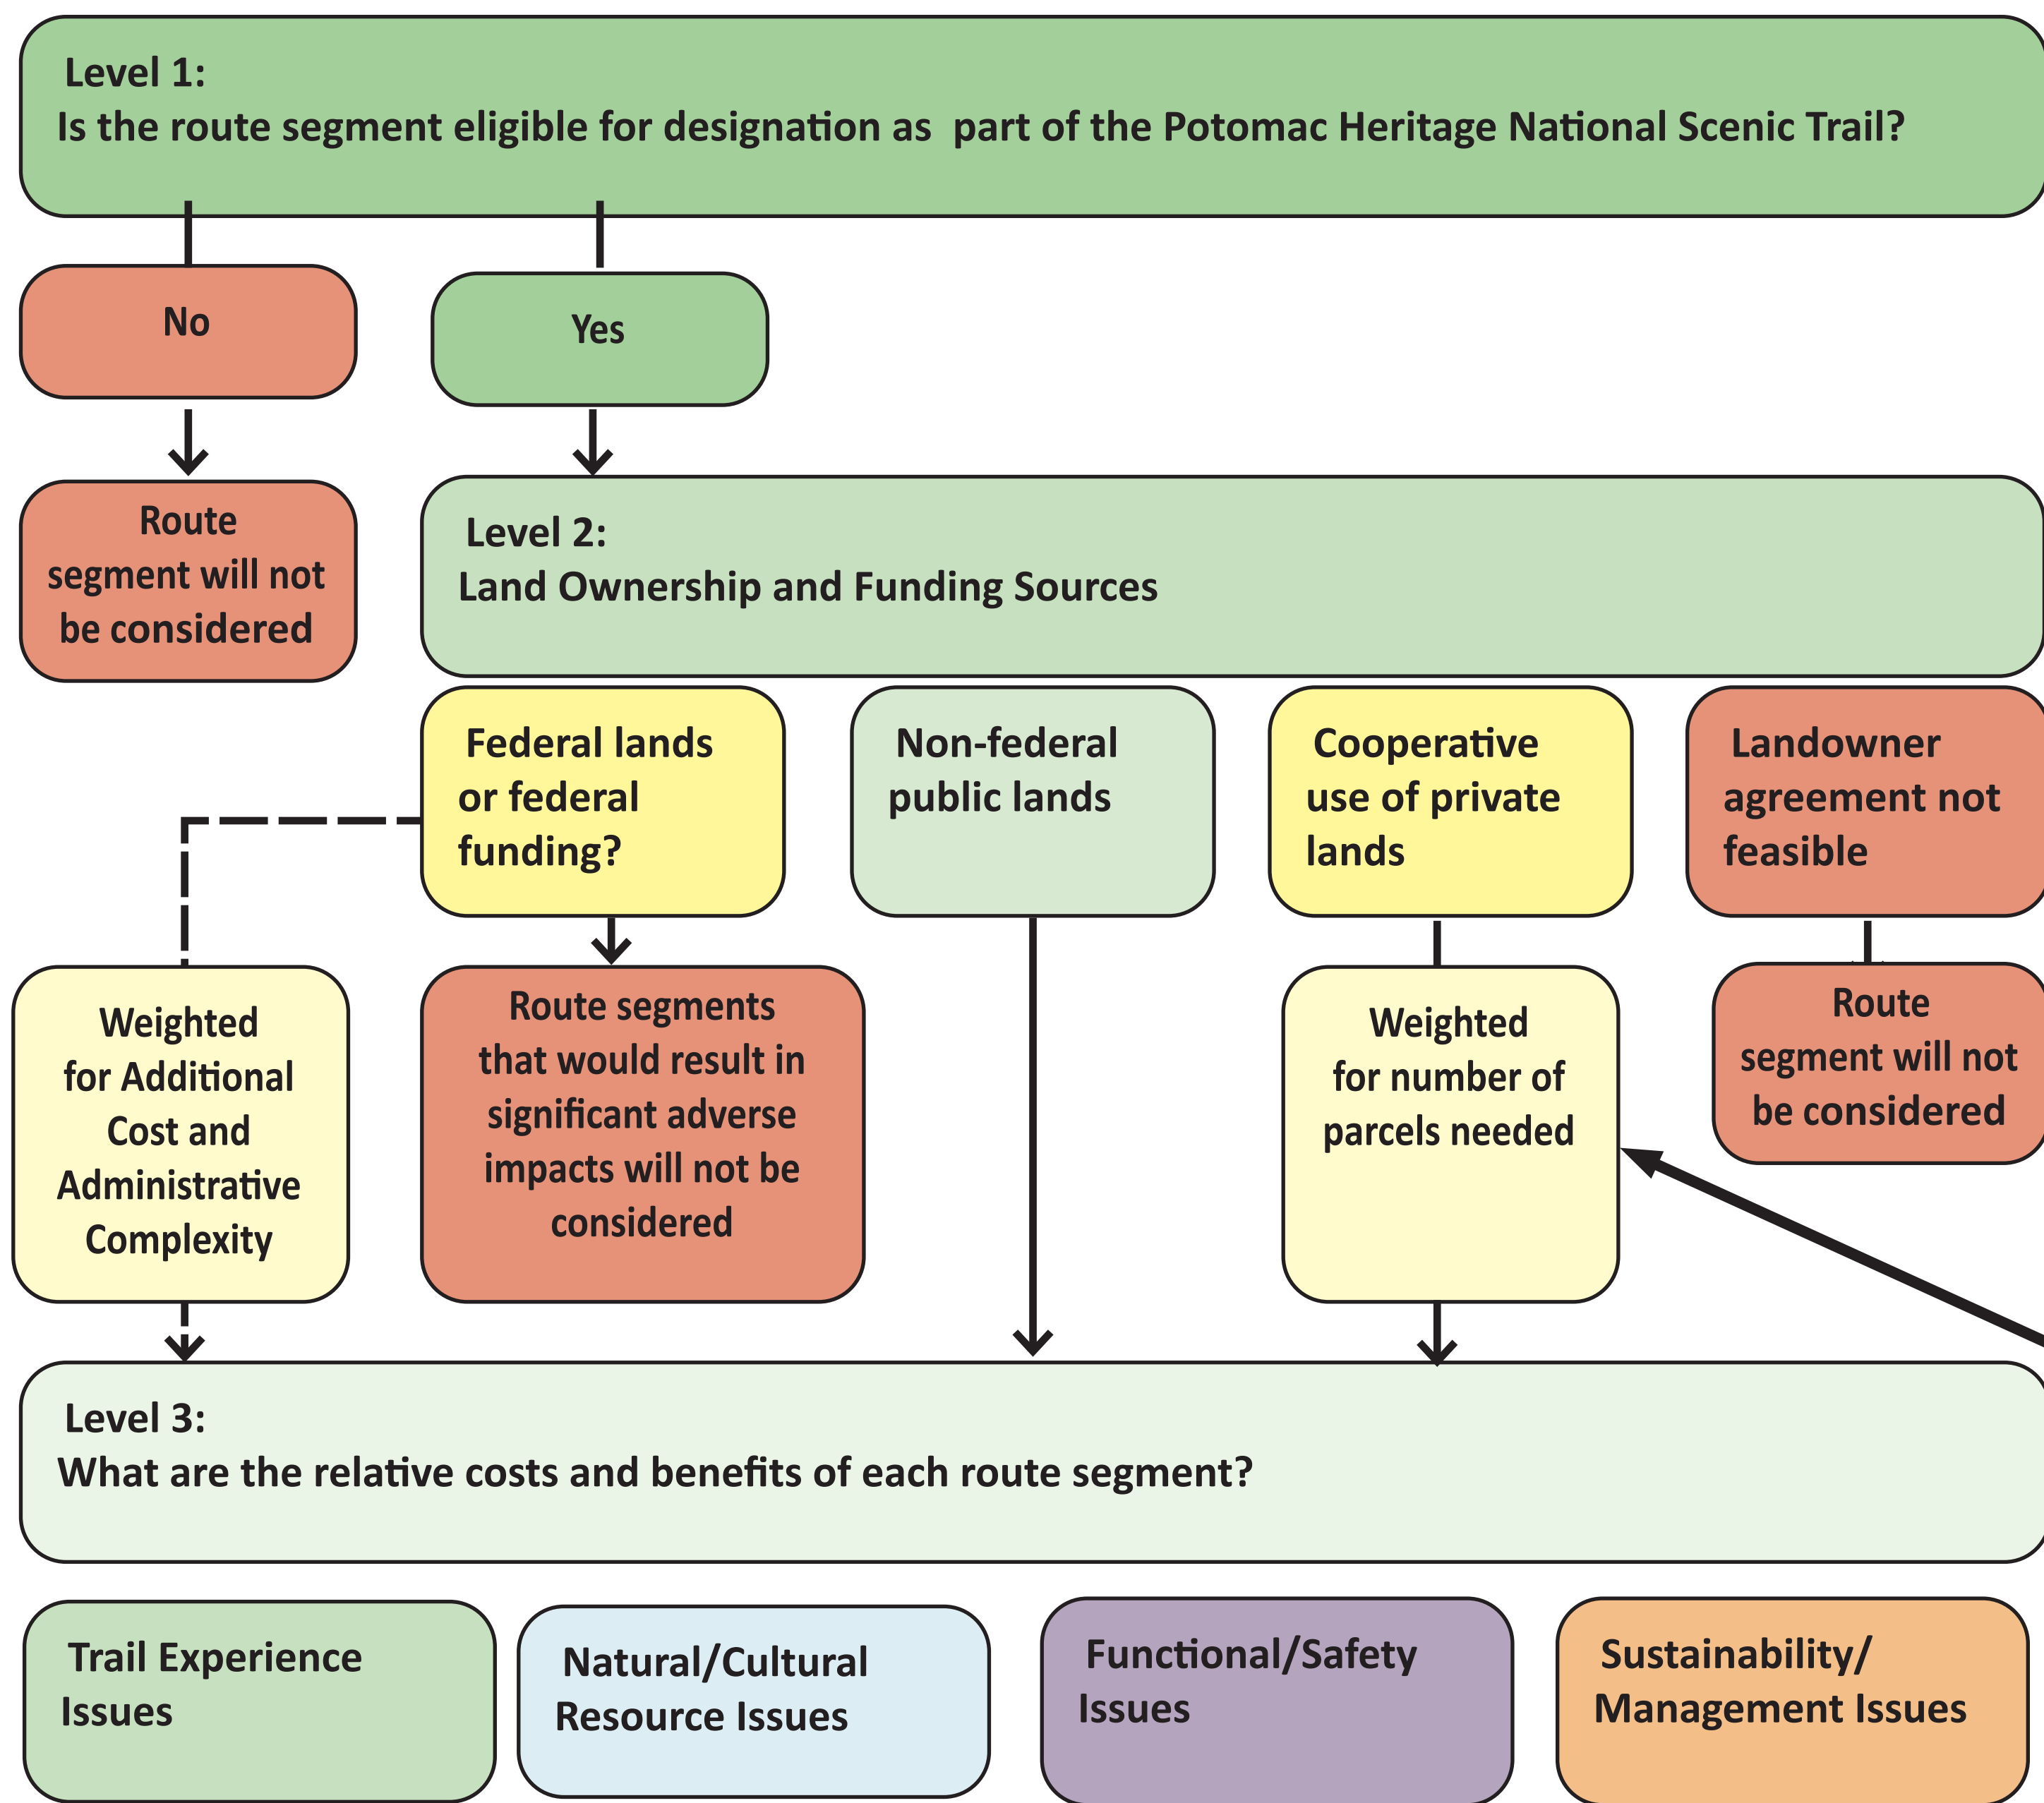 Level 1:
Is the route segment eligible for designation as part of the Potomac Heritage National Scenic Trail?
No
Yes
Route
segment will not
be considered
Level 2:
Land Ownership and Funding Sources
Federal lands
or federal
funding?
Non-federal
public lands
Cooperative
use of private
lands
Landowner
agreement not
feasible
Weighted
for Additional
Cost and
Administrative
Complexity
Route segments
that would result in
significant adverse
impacts will not be
considered
Weighted
for number of
parcels needed
Route
segment will not
be considered
Level 3:
What are the relative costs and benefits of each route segment?
Trail Experience
Issues
Natural/Cultural
Resource Issues
Functional/Safety
Issues
Sustainability/
Management Issues